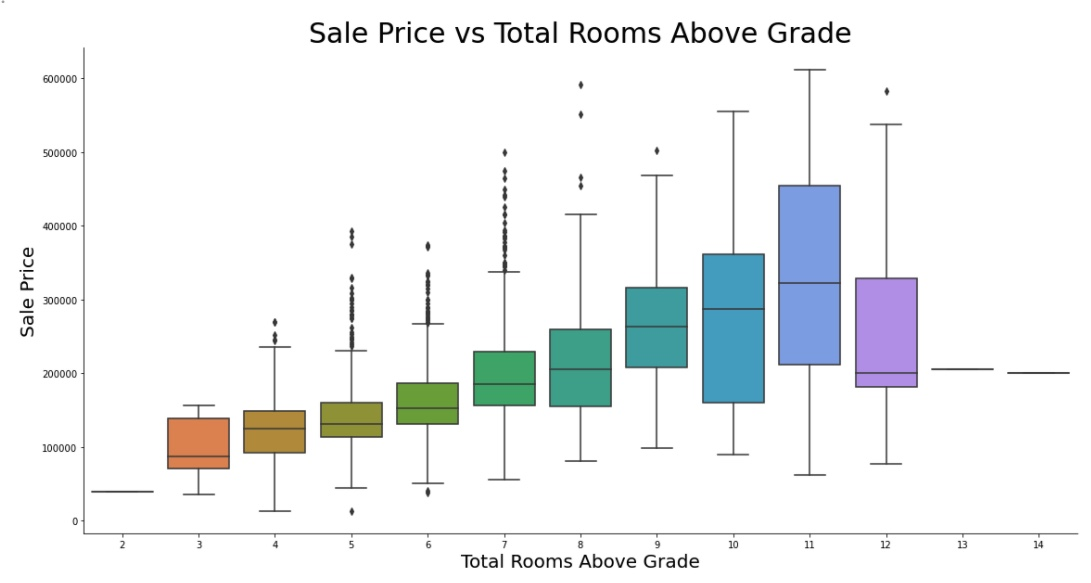 Sale Price vs Total Rooms Above Grade
600000
500000
400000
300000
200000
100000
0
Sale Price
2 3 4 5 6 7 8 9 10 11 12 13 14
Total Rooms Above Grade